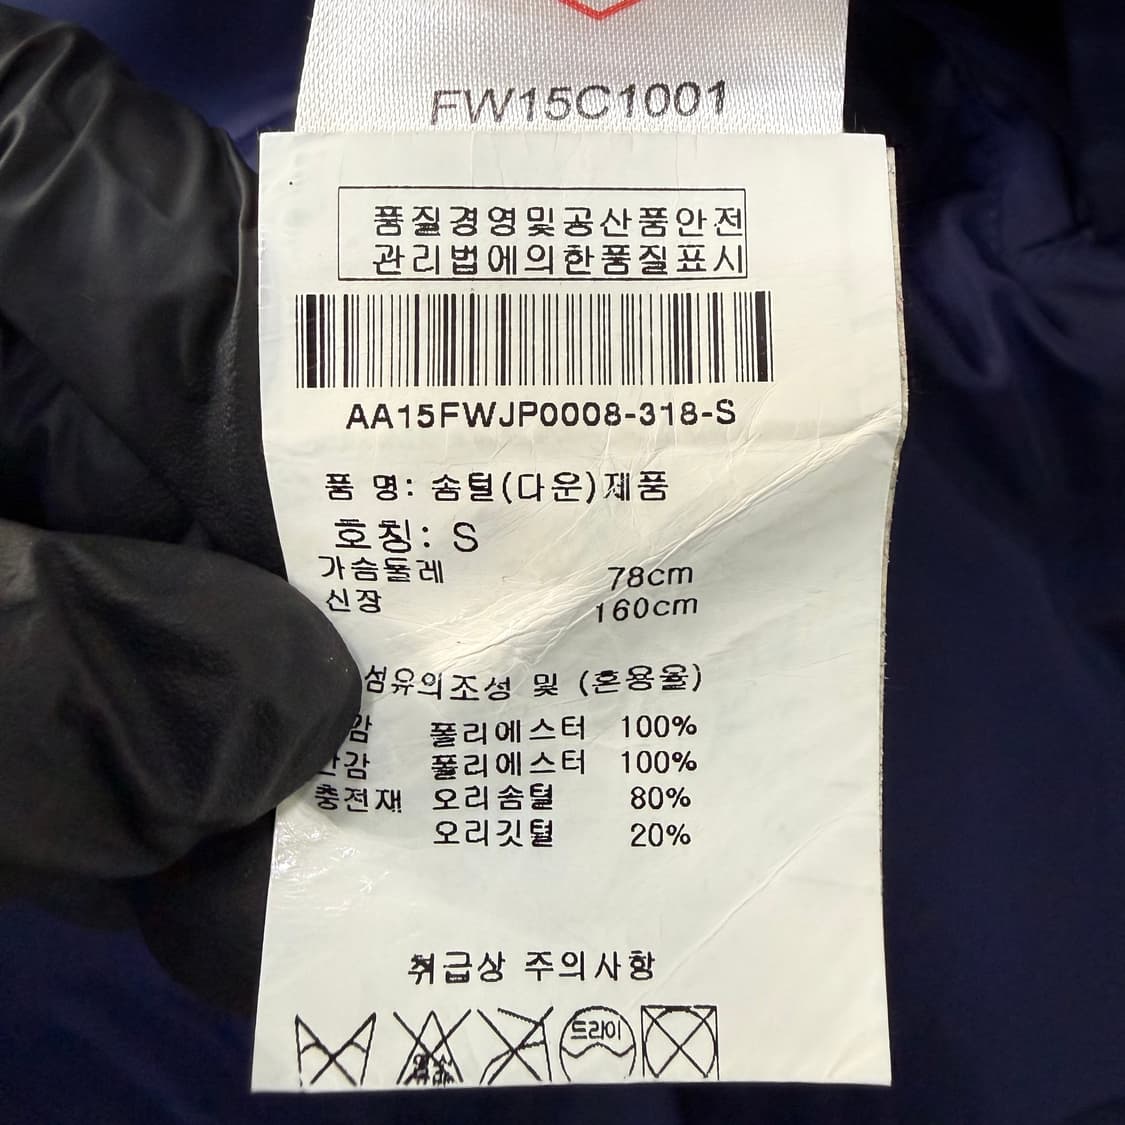 FW15C1001
품질경영및공산품안전
관리법에의한품질표시
AA15FWJP0008-318-S
품 명: 솜털(다운)제품
호칭: S
가슴둘레 78cm
신장 160cm
섬유의조성 및 (혼용율)
감 폴리에스터 100%
안감 폴리에스터 100%
충전재 오리솜털 80%
오리깃털 20%
취급상 주의사항
드라이